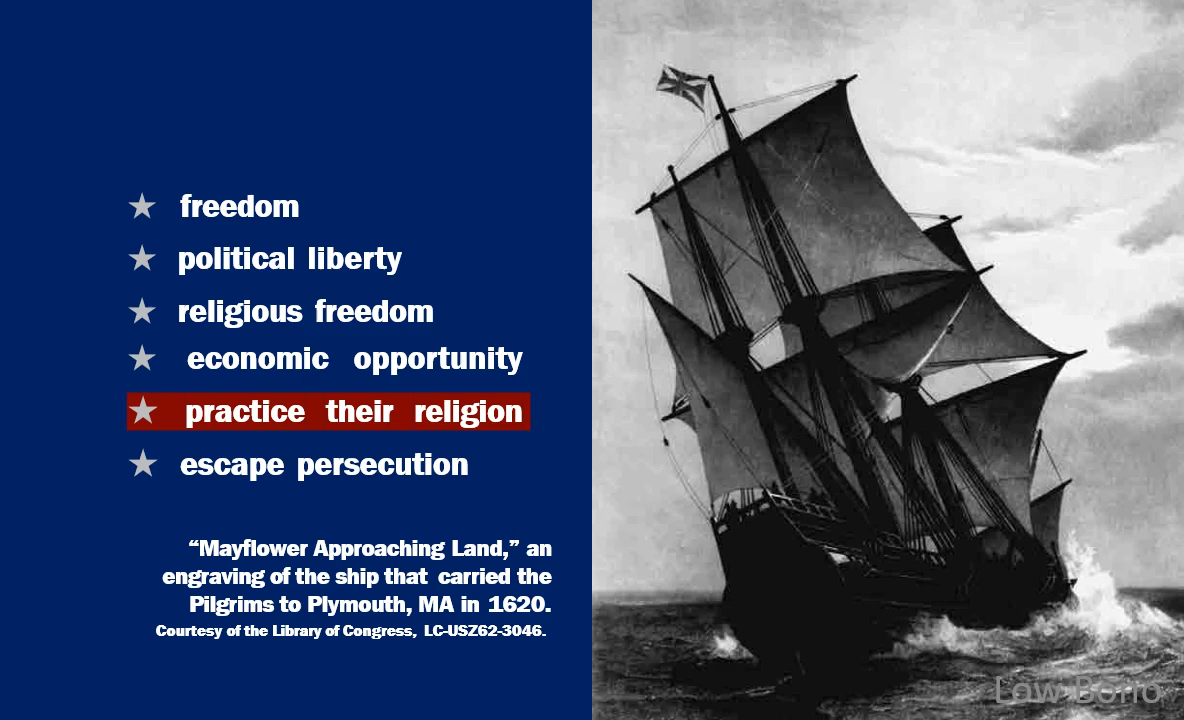 freedom
political liberty
religious freedom
economic opportunity
practice their religion
escape persecution
“Mayflower Approaching Land,” an
engraving of the ship that carried the
Pilgrims to Plymouth, MA in 1620.
Courtesy of the Library of Congress, LC-USZ62-3046.
Low Bono